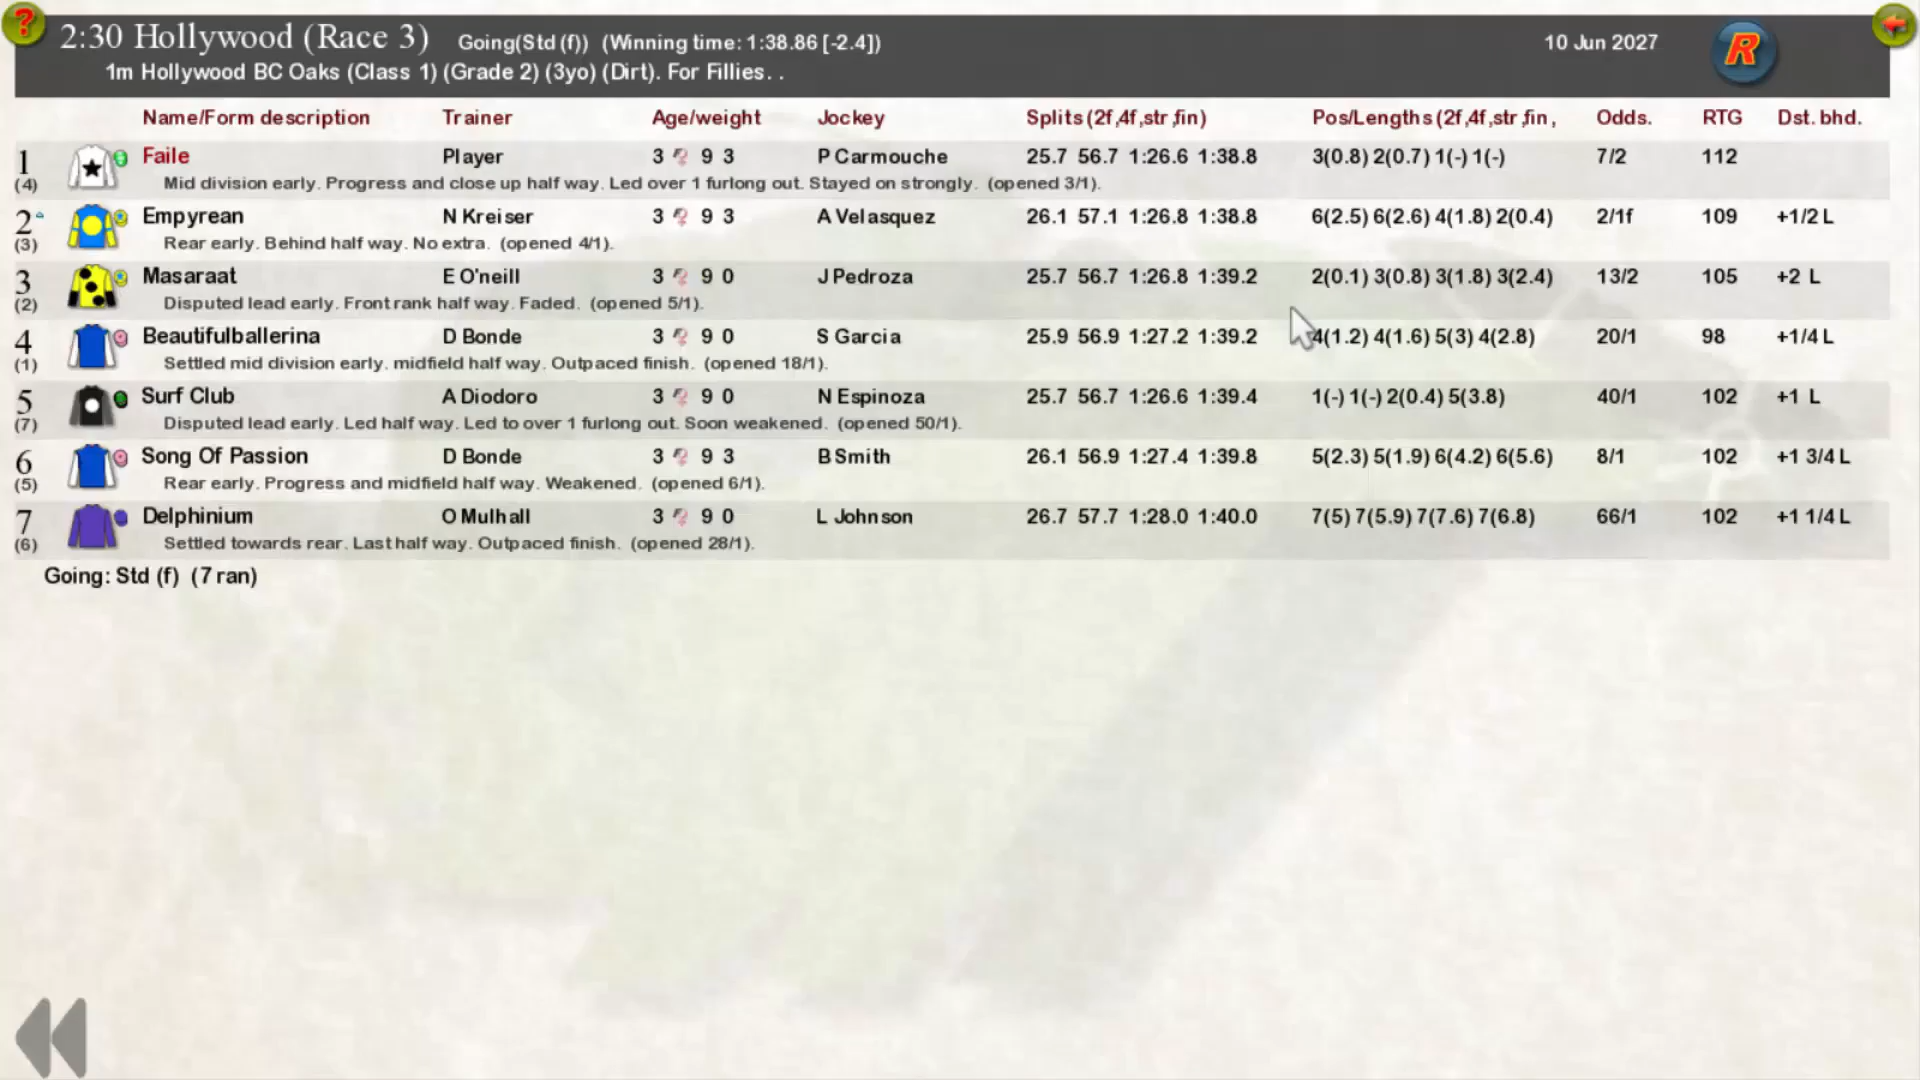 ?
2:30 Hollywood (Race 3) Going(Std (f)) (Winning time: 1:38.86 [-2.4]) 10 Jun 2027 R
1m Hollywood BC Oaks (Class 1) (Grade 2) (3yo) (Dirt). For Fillies. .
Name/Form description Trainer Age/weight Jockey Splits (2f,4f,str,fin) Pos/Lengths (2f,4f,str,fin, Odds. RTG Dst. bhd.
1 Faile Player 3 9 3 P Carmouche 25.7 56.7 1:26.6 1:38.8 3(0.8) 2(0.7) 1(-) 1(-) 7/2 112
(4) Mid division early. Progress and close up half way. Led over 1 furlong out. Stayed on strongly. (opened 3/1).
2 Empyrean N Kreiser 3 9 3 A Velasquez 26.1 57.1 1:26.8 1:38.8 6(2.5) 6(2.6) 4(1.8) 2(0.4) 2/1f 109 +1/2 L
(3) Rear early. Behind half way. No extra. (opened 4/1).
3 Masaraat E O'neill 3 9 0 J Pedroza 25.7 56.7 1:26.8 1:39.2 2(0.1) 3(0.8) 3(1.8) 3(2.4) 13/2 105 +2 L
(2) Disputed lead early. Front rank half way. Faded. (opened 5/1).
4 Beautifulballerina D Bonde 3 9 0 S Garcia 25.9 56.9 1:27.2 1:39.2 4(1.2) 4(1.6) 5(3) 4(2.8) 20/1 98 +1/4 L
(1) Settled mid division early. midfield half way. Outpaced finish. (opened 18/1).
5 Surf Club A Diodoro 3 9 0 N Espinoza 25.7 56.7 1:26.6 1:39.4 1(-) 1(-) 2(0.4) 5(3.8) 40/1 102 +1 L
(7) Disputed lead early. Led half way. Led to over 1 furlong out. Soon weakened. (opened 50/1).
6 Song Of Passion D Bonde 3 9 3 B Smith 26.1 56.9 1:27.4 1:39.8 5(2.3) 5(1.9) 6(4.2) 6(5.6) 8/1 102 +1 3/4 L
(5) Rear early. Progress and midfield half way. Weakened. (opened 6/1).
7 Delphinium O Mulhall 3 9 0 L Johnson 26.7 57.7 1:28.0 1:40.0 7(5) 7(5.9) 7(7.6) 7(6.8) 66/1 102 +1 1/4 L
(6) Settled towards rear. Last half way. Outpaced finish. (opened 28/1).
Going: Std (f) (7 ran)